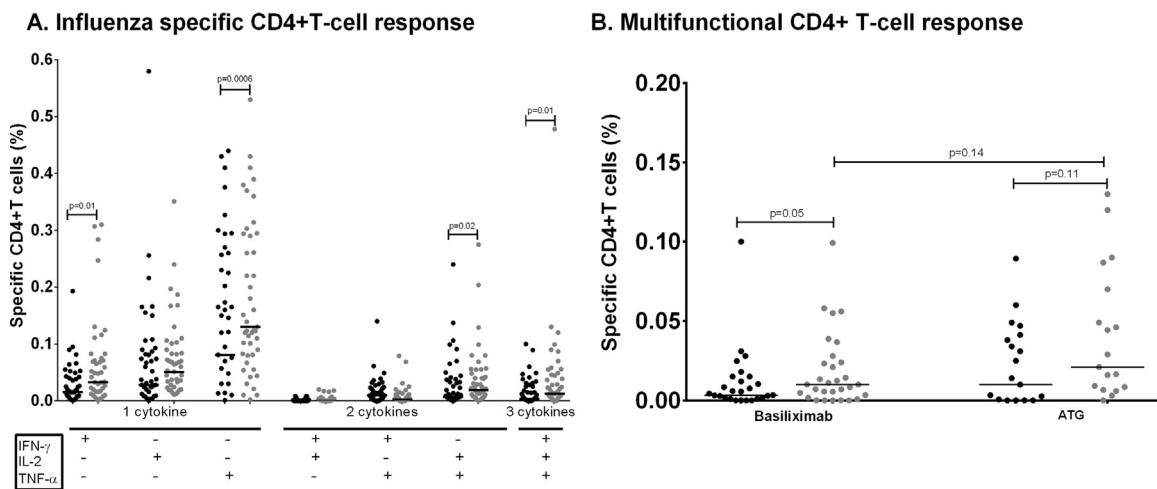 A. Influenza specific CD4+T-cell response
Specific CD4+T cells (%)
0.6
0.5
0.4
0.3
0.2
0.1
0.0
p=0.01
p=0.0006
p=0.02
p=0.01
1 cytokine 2 cytokines 3 cytokines
IFN-γ + - - + + - +
IL-2 - + - + - + +
TNF-α - - + - + + +
B. Multifunctional CD4+ T-cell response
Specific CD4+T cells (%)
0.20
0.15
0.10
0.05
0.00
p=0.14
p=0.11
p=0.05
Basiliximab ATG